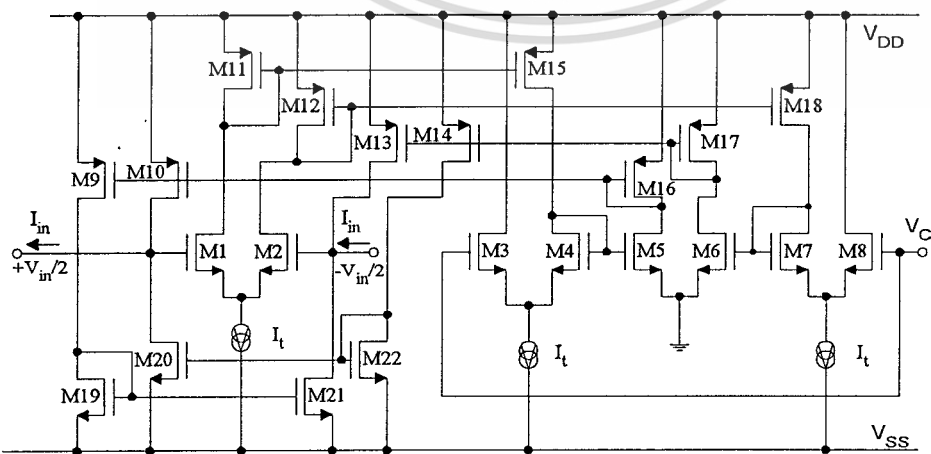 V_DD
M11
M15
M12
M18
M13
M14
M17
M9
M10
M16
I_in
I_in
+V_in/2
M1
M2
-V_in/2
M3
M4
M5
M6
M7
M8
V_C
I_t
I_t
I_t
M20
M22
M19
M21
V_SS